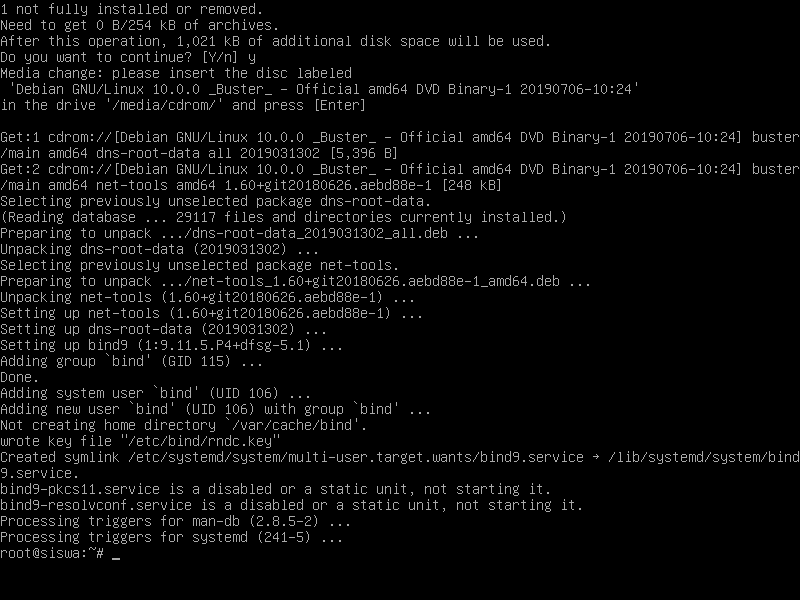 1 not fully installed or removed.
Need to get 0 B/254 kB of archives.
After this operation, 1,021 kB of additional disk space will be used.
Do you want to continue? [Y/n] y
Media change: please insert the disc labeled
 'Debian GNU/Linux 10.0.0 _Buster_ - Official amd64 DVD Binary-1 20190706-10:24'
in the drive '/media/cdrom/' and press [Enter]

Get:1 cdrom://[Debian GNU/Linux 10.0.0 _Buster_ - Official amd64 DVD Binary-1 20190706-10:24] buster
/main amd64 dns-root-data all 2019031302 [5,396 B]
Get:2 cdrom://[Debian GNU/Linux 10.0.0 _Buster_ - Official amd64 DVD Binary-1 20190706-10:24] buster
/main amd64 net-tools amd64 1.60+git20180626.aebd88e-1 [248 kB]
Selecting previously unselected package dns-root-data.
(Reading database ... 29117 files and directories currently installed.)
Preparing to unpack .../dns-root-data_2019031302_all.deb ...
Unpacking dns-root-data (2019031302) ...
Selecting previously unselected package net-tools.
Preparing to unpack .../net-tools_1.60+git20180626.aebd88e-1_amd64.deb ...
Unpacking net-tools (1.60+git20180626.aebd88e-1) ...
Setting up net-tools (1.60+git20180626.aebd88e-1) ...
Setting up dns-root-data (2019031302) ...
Setting up bind9 (1:9.11.5.P4+dfsg-5.1) ...
Adding group `bind' (GID 115) ...
Done.
Adding system user `bind' (UID 106) ...
Adding new user `bind' (UID 106) with group `bind' ...
Not creating home directory `/var/cache/bind'.
wrote key file "/etc/bind/rndc.key"
Created symlink /etc/systemd/system/multi-user.target.wants/bind9.service → /lib/systemd/system/bind
9.service.
bind9-pkcs11.service is a disabled or a static unit, not starting it.
bind9-resolvconf.service is a disabled or a static unit, not starting it.
Processing triggers for man-db (2.8.5-2) ...
Processing triggers for systemd (241-5) ...
root@siswa:~# _